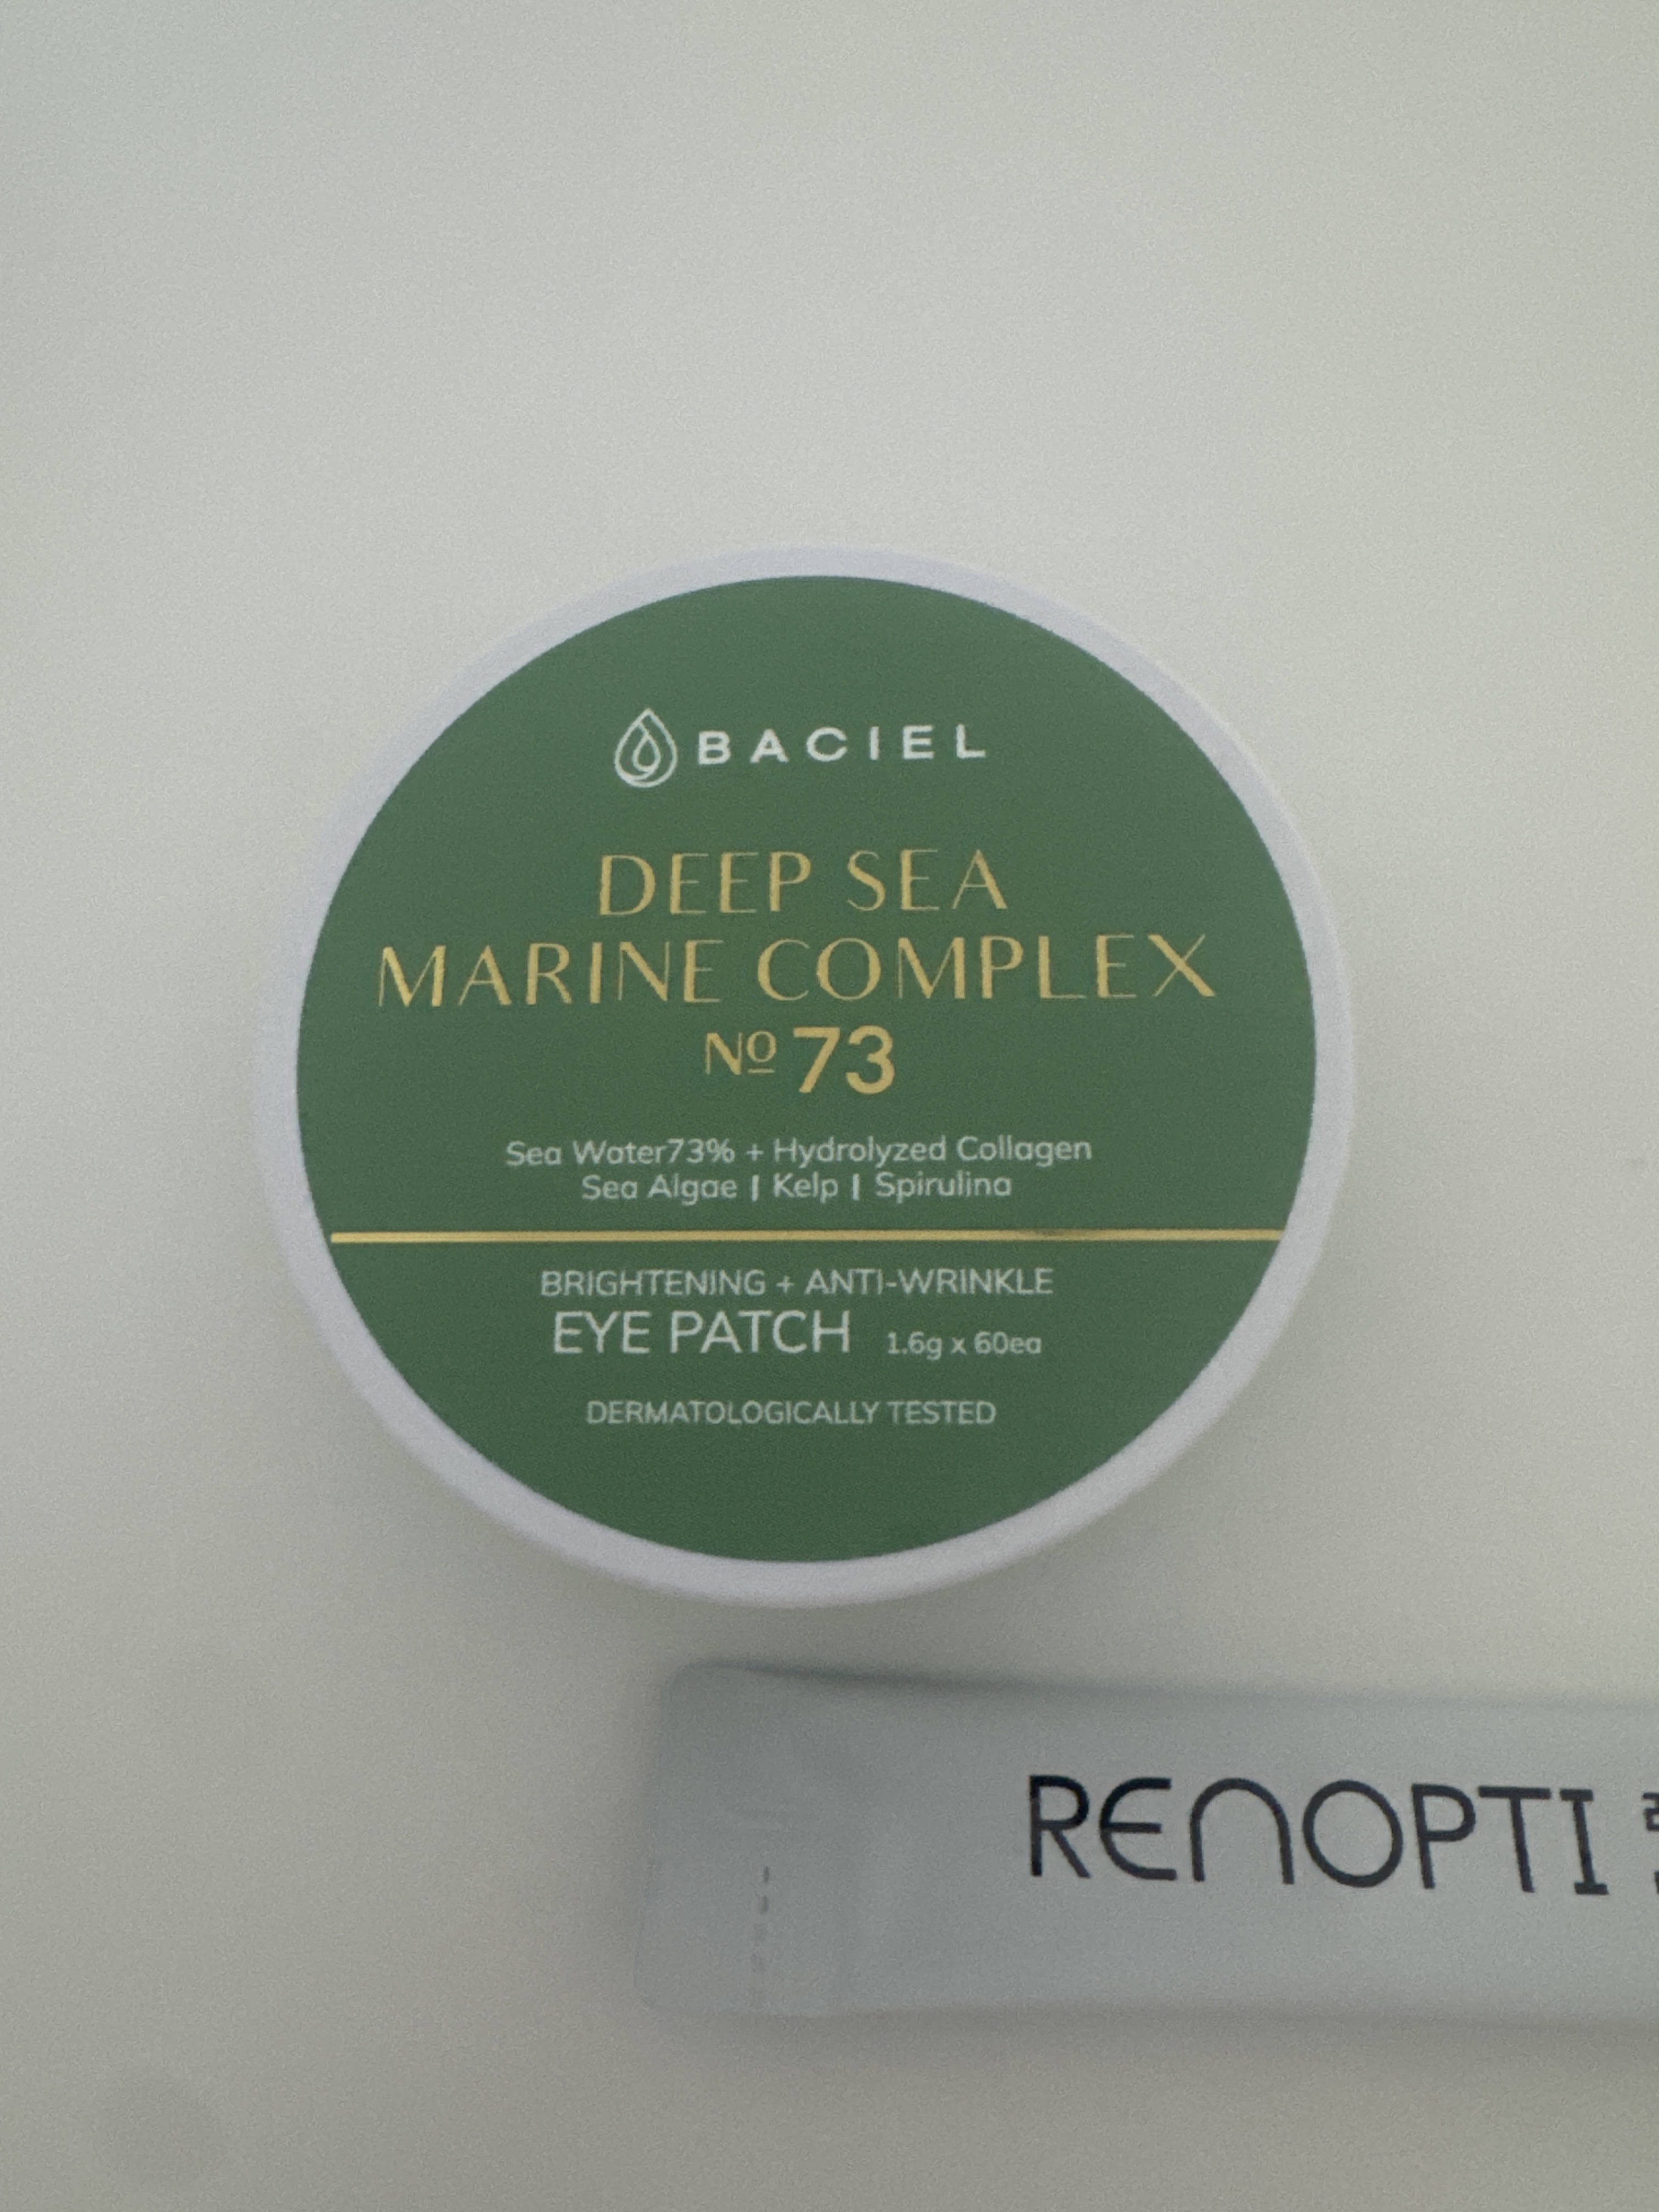 BACIEL
DEEP SEA
MARINE COMPLEX
Nº 73
Sea Water73% + Hydrolyzed Collagen
Sea Algae | Kelp | Spirulina
BRIGHTENING + ANTI-WRINKLE
EYE PATCH 1.6g x 60ea
DERMATOLOGICALLY TESTED
RENOPTI